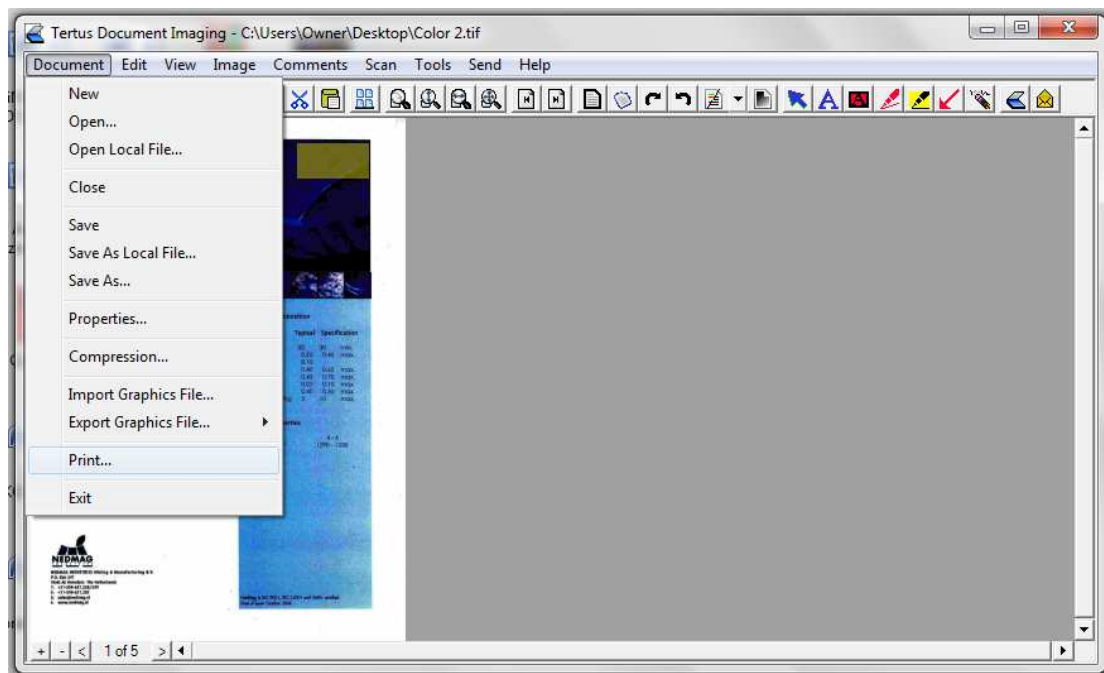 Tertus Document Imaging - C:\Users\Owner\Desktop\Color 2.tif
Document Edit View Image Comments Scan Tools Send Help
New
Open...
Open Local File...
Close
Save
Save As Local File...
Save As...
Properties...
Compression...
Import Graphics File...
Export Graphics File...
Print...
Exit
Typical Specification
NEDMAG
1 of 5